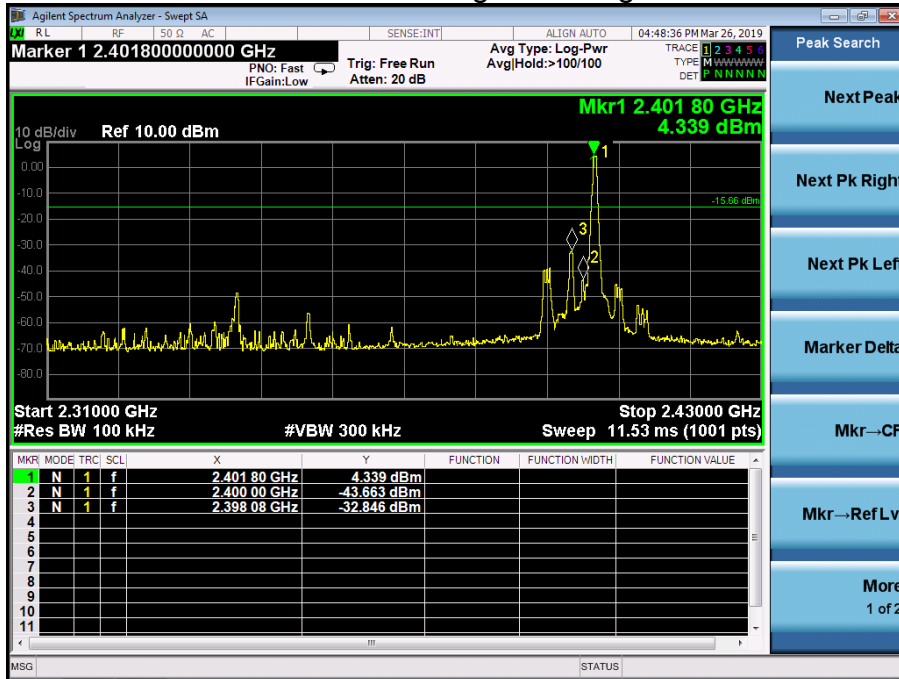 Agilent Spectrum Analyzer - Swept SA
LXI RL RF 50 Ω AC SENSE:INT ALIGN AUTO 04:48:36 PM Mar 26, 2019
Marker 1 2.401800000000 GHz
PNO: Fast
IFGain:Low
Trig: Free Run
Atten: 20 dB
Avg Type: Log-Pwr
Avg|Hold:>100/100
TRACE 1 2 3 4 5 6
TYPE M WWWWW
DET P N N N N N
Peak Search
Mkr1 2.401 80 GHz
4.339 dBm
10 dB/div Ref 10.00 dBm
Log
1
0.00
-10.0
-15.66 dBm
-20.0
3
-30.0
2
-40.0
-50.0
-60.0
-70.0
-80.0
Start 2.31000 GHz Stop 2.43000 GHz
#Res BW 100 kHz #VBW 300 kHz Sweep 11.53 ms (1001 pts)
MKR MODE TRC SCL X Y FUNCTION FUNCTION WIDTH FUNCTION VALUE
1 N 1 f 2.401 80 GHz 4.339 dBm
2 N 1 f 2.400 00 GHz -43.663 dBm
3 N 1 f 2.398 08 GHz -32.846 dBm
4
5
6
7
8
9
10
11
MSG STATUS
Next Peak
Next Pk Right
Next Pk Left
Marker Delta
Mkr→CF
Mkr→Ref Lv
More
1 of 2